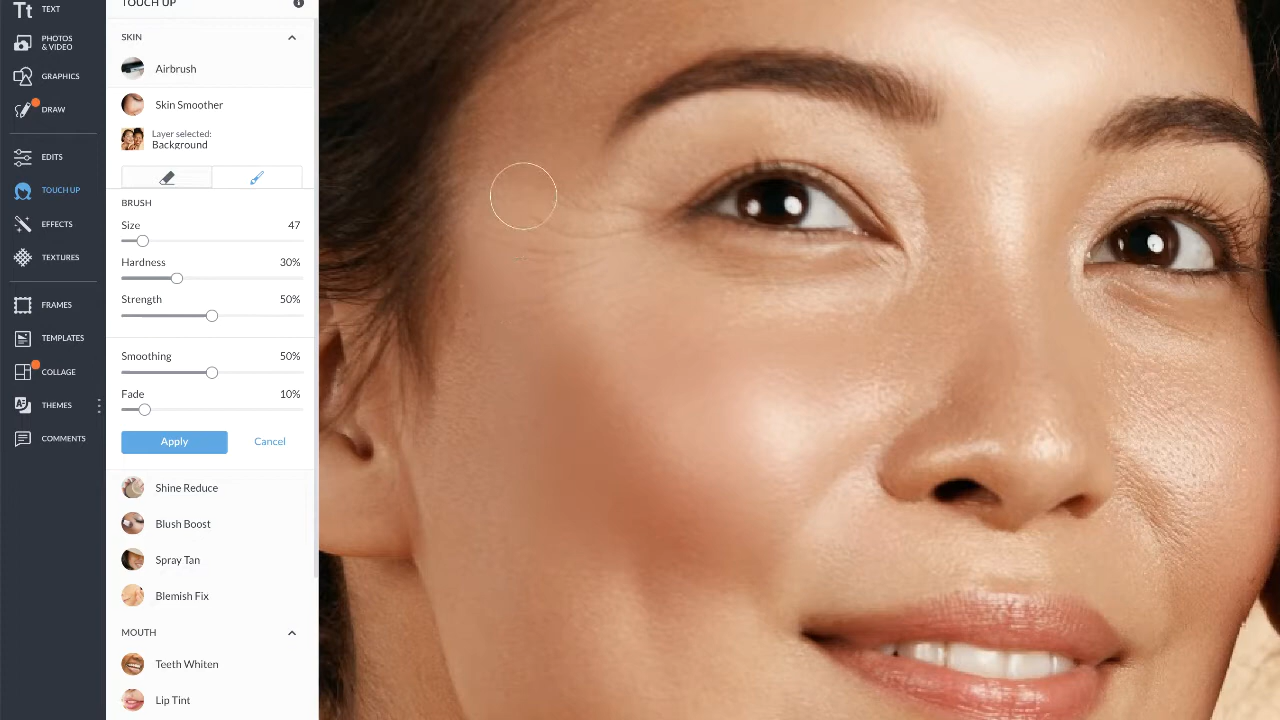 TEXT
PHOTOS
& VIDEO
GRAPHICS
DRAW
EDITS
TOUCH UP
EFFECTS
TEXTURES
FRAMES
TEMPLATES
COLLAGE
THEMES
COMMENTS
TOUCH UP
SKIN
Airbrush
Skin Smoother
Layer selected:
Background
BRUSH
Size 47
Hardness 30%
Strength 50%
Smoothing 50%
Fade 10%
Apply Cancel
Shine Reduce
Blush Boost
Spray Tan
Blemish Fix
MOUTH
Teeth Whiten
Lip Tint